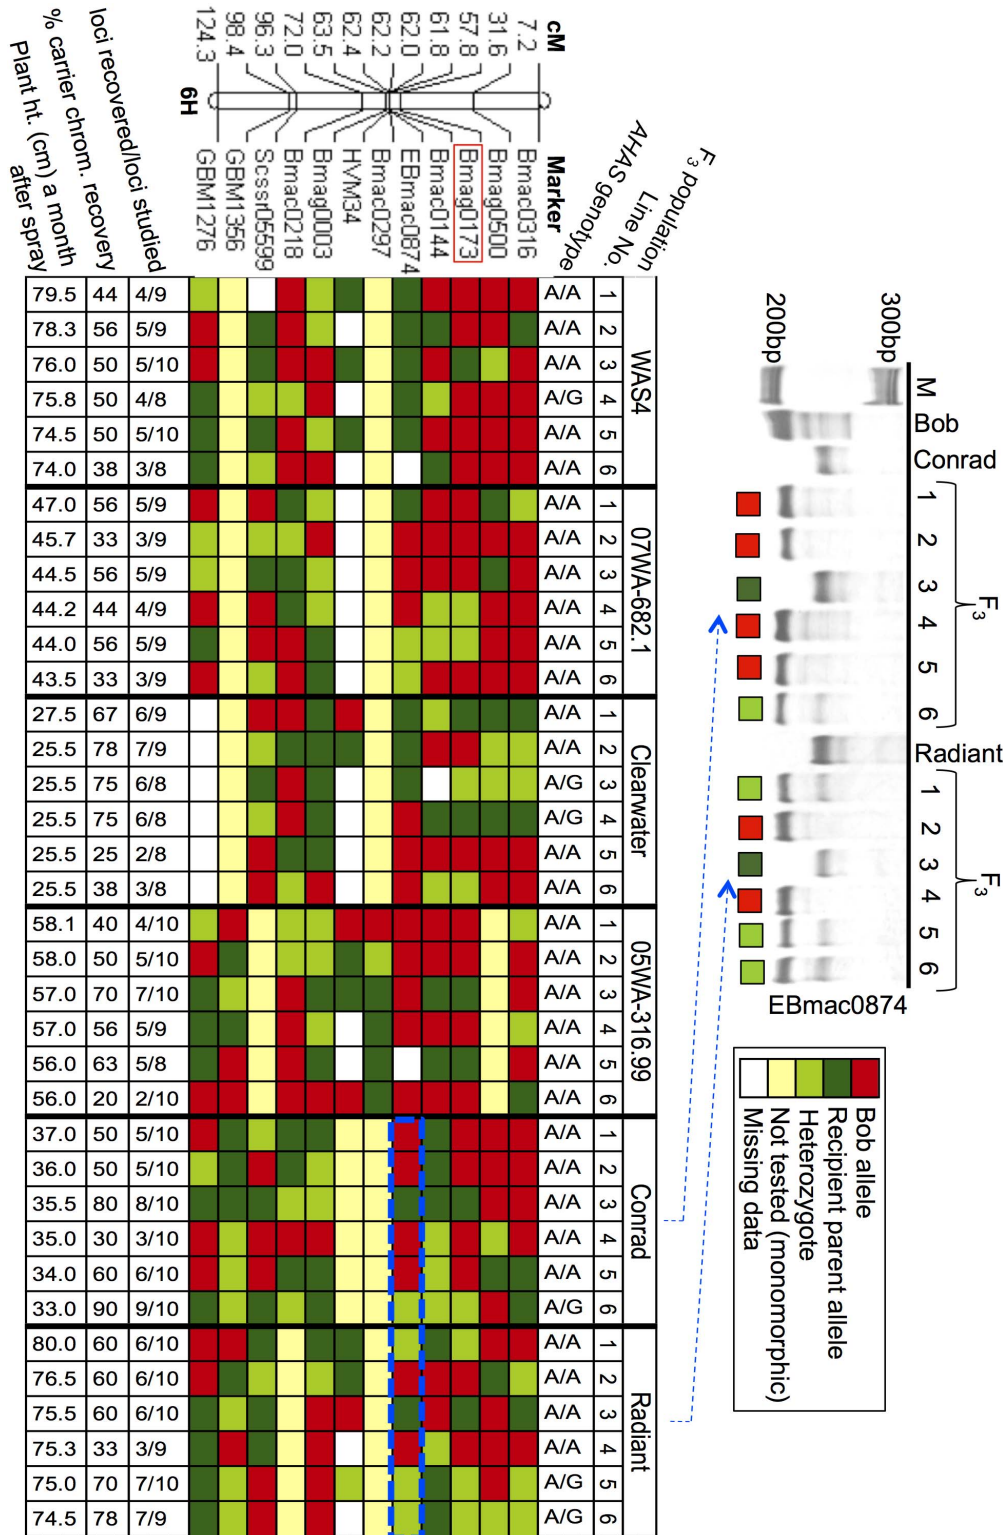 cM
7.2
31.6
57.8
61.8
62.0
62.2
62.4
63.5
72.0
96.3
98.4
124.3
6H
Marker
Bmac0316
Bmag0500
Bmag0173
Bmac0144
EBmac0874
Bmac0297
HVM34
Bmag0003
Bmac0218
Scssr05599
GBM1356
GBM1276
F3 population
Line No.
AHAS genotype
loci recovered/loci studied
% carrier chrom. recovery
Plant ht. (cm) a month
after spray
WAS4
1 2 3 4 5 6
A/A A/A A/A A/G A/A A/A
4/9 5/9 5/10 4/8 5/10 3/8
44 56 50 50 50 38
79.5 78.3 76.0 75.8 74.5 74.0
07WA-682.1
1 2 3 4 5 6
A/A A/A A/A A/A A/A A/A
5/9 3/9 5/9 4/9 5/9 3/9
56 33 56 44 56 33
47.0 45.7 44.5 44.2 44.0 43.5
Clearwater
1 2 3 4 5 6
A/A A/A A/G A/G A/A A/A
6/9 7/9 6/8 6/8 2/8 3/8
67 78 75 75 25 38
27.5 25.5 25.5 25.5 25.5 25.5
05WA-316.99
1 2 3 4 5 6
A/A A/A A/A A/A A/A A/A
4/10 5/10 7/10 5/9 5/8 2/10
40 50 70 56 63 20
58.1 58.0 57.0 57.0 56.0 56.0
Conrad
1 2 3 4 5 6
A/A A/A A/A A/A A/A A/G
5/10 5/10 8/10 3/10 6/10 9/10
50 50 80 30 60 90
37.0 36.0 35.5 35.0 34.0 33.0
Radiant
1 2 3 4 5 6
A/A A/A A/A A/A A/G A/G
6/10 6/10 6/10 3/9 7/10 7/9
60 60 60 33 70 78
80.0 76.5 75.5 75.3 75.0 74.5
300bp
200bp
M
Bob
Conrad
F3
1 2 3 4 5 6
Radiant
F3
1 2 3 4 5 6
EBmac0874
Bob allele
Recipient parent allele
Heterozygote
Not tested (monomorphic)
Missing data